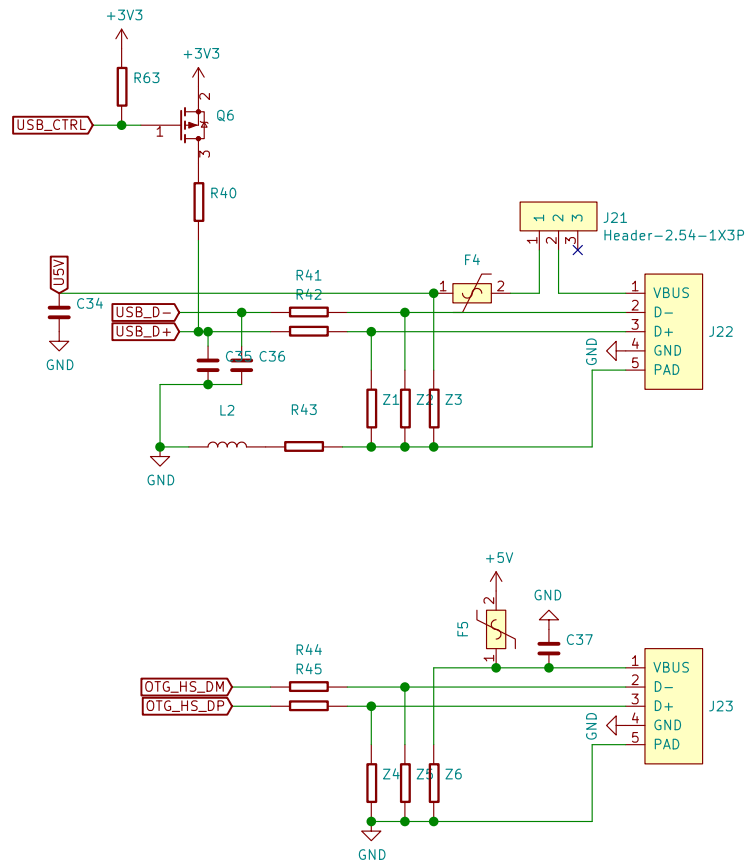 +3V3
+3V3
R63
2
Q6
USB_CTRL
1
3
R40
1 2 3
J21
Header-2.54-1X3P
1 2 3
U5V
R41
F4
1 2
1 VBUS
C34
R42
USB_D-
2 D-
USB_D+
3 D+
J22
GND
4 GND
GND
C35
C36
5 PAD
Z1
Z2
Z3
L2
R43
GND
+5V
2
GND
F5
C37
1
R44
1 VBUS
R45
OTG_HS_DM
2 D-
OTG_HS_DP
3 D+
J23
GND
4 GND
5 PAD
Z4
Z5
Z6
GND